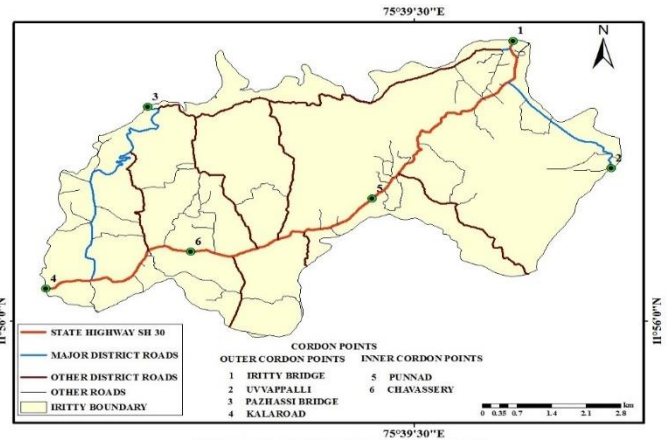 75°39'30"E
1
N
3
2
5
6
4
11°56'0"N
11°56'0"N
STATE HIGHWAY SH 30
MAJOR DISTRICT ROADS
OTHER DISTRICT ROADS
OTHER ROADS
IRITTY BOUNDARY
CORDON POINTS
OUTER CORDON POINTS INNER CORDON POINTS
1 IRITTY BRIDGE 5 PUNNAD
2 UVVAPPALLI 6 CHAVASSERY
3 PAZHASSI BRIDGE
4 KALAROAD
km
0 0.35 0.7 1.4 2.1 2.8
75°39'30"E